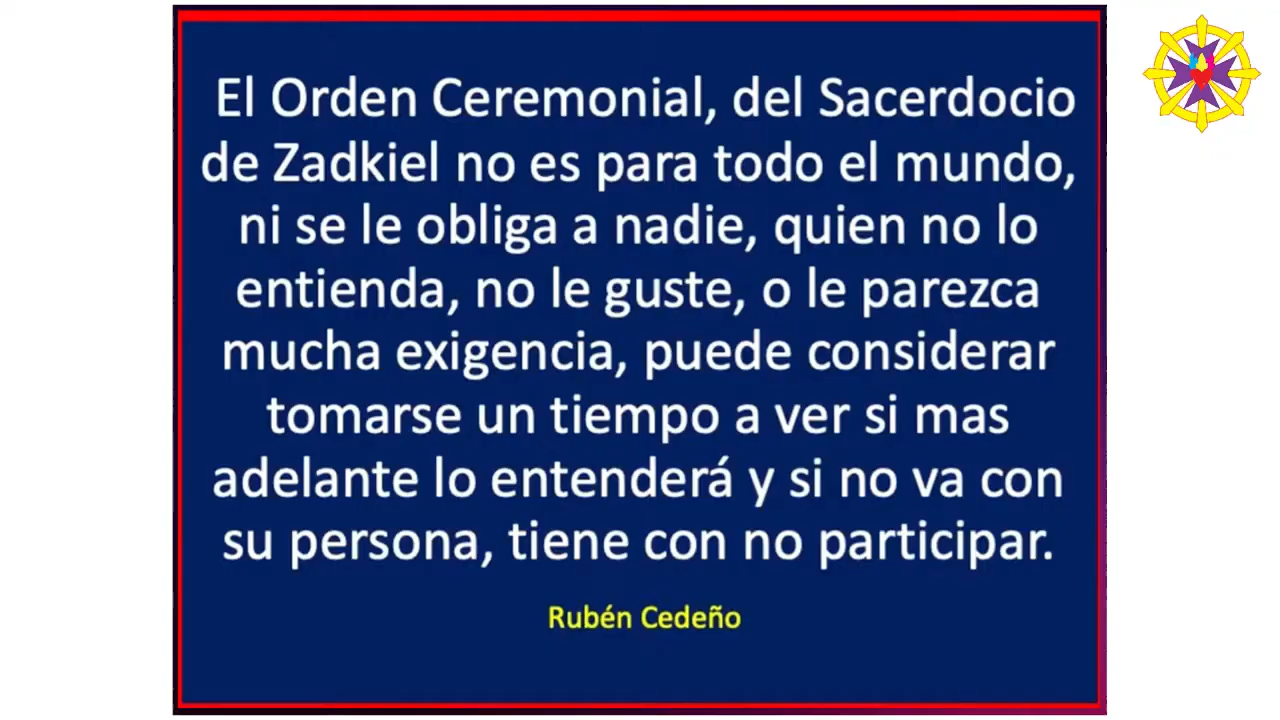 El Orden Ceremonial, del Sacerdocio
de Zadkiel no es para todo el mundo,
ni se le obliga a nadie, quien no lo
entienda, no le guste, o le parezca
mucha exigencia, puede considerar
tomarse un tiempo a ver si mas
adelante lo entenderá y si no va con
su persona, tiene con no participar.
Rubén Cedeño